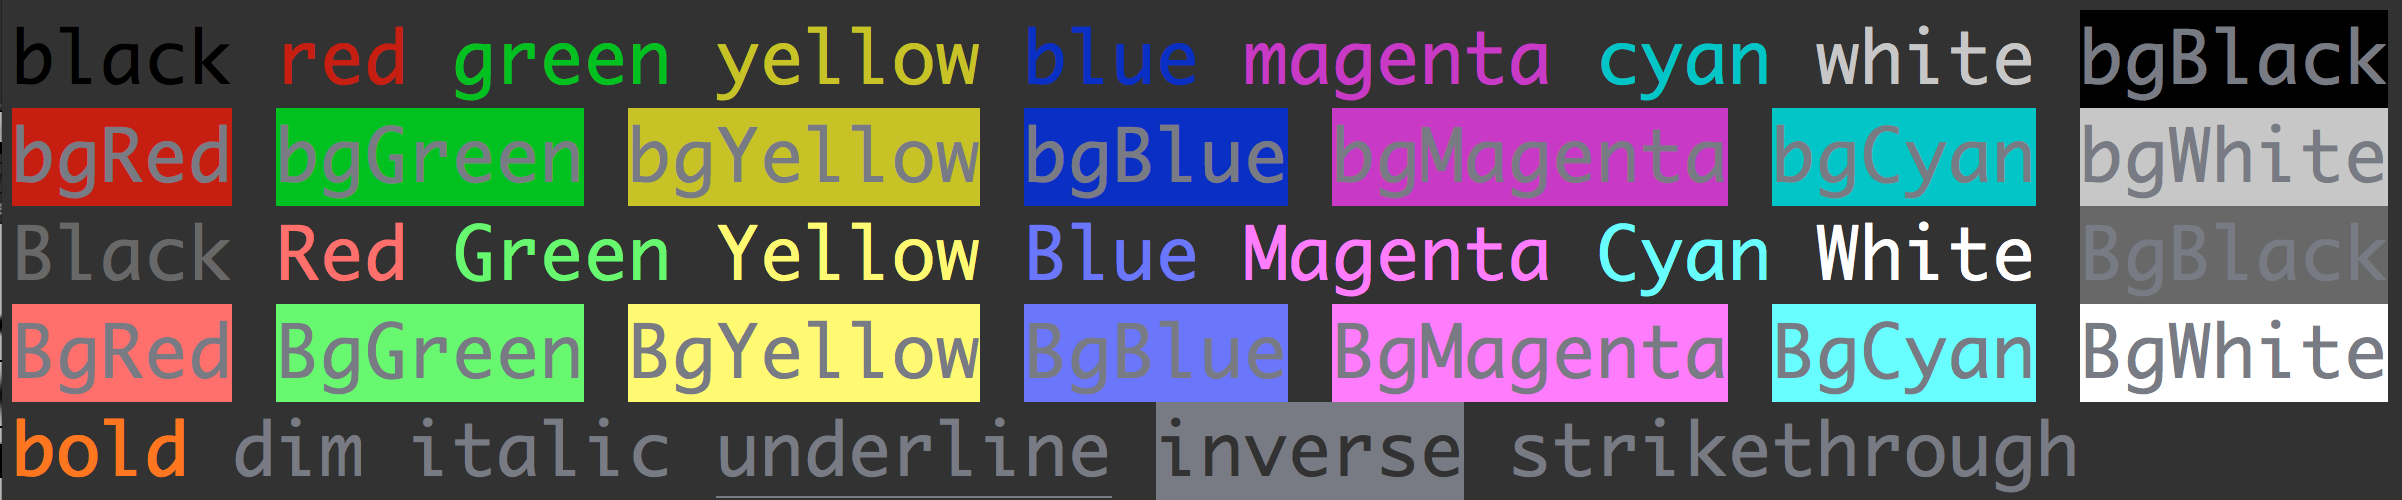 black red green yellow blue magenta cyan white bgBlack
bgRed bgGreen bgYellow bgBlue bgMagenta bgCyan bgWhite
Black Red Green Yellow Blue Magenta Cyan White BgBlack
BgRed BgGreen BgYellow BgBlue BgMagenta BgCyan BgWhite
bold dim italic underline inverse strikethrough